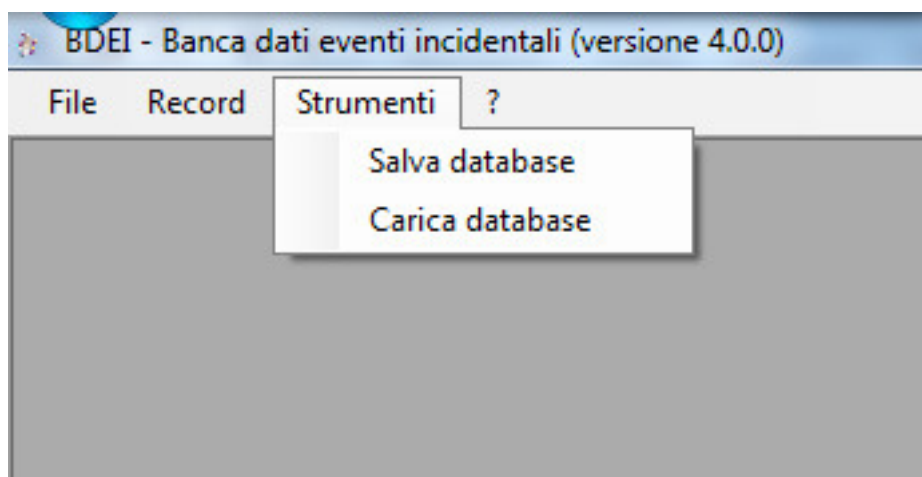 BDEI - Banca dati eventi incidentali (versione 4.0.0)
File Record Strumenti ?
Salva database
Carica database